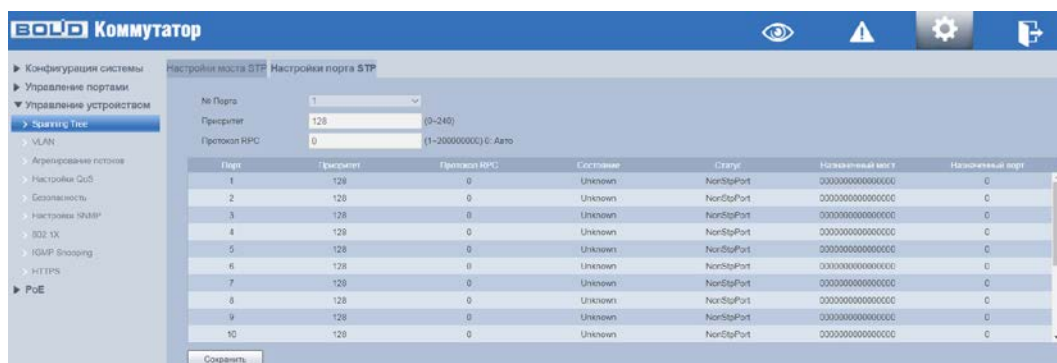 BOLID Коммутатор
Конфигурация системы
Управление портами
Управление устройством
Spanning Tree
VLAN
Агрегирование потоков
Настройки QoS
Безопасность
Настройки SNMP
802.1X
IGMP Snooping
HTTPS
PoE
Настройки моста STP Настройки порта STP
№ Порта 1
Приоритет 128 (0~240)
Протокол RPC 0 (1~200000000) 0: Авто
Порт Приоритет Протокол RPC Состояние Статус Назначенный мост Назначенный порт
1 128 0 Unknown NonStpPort 0000000000000000 0
2 128 0 Unknown NonStpPort 0000000000000000 0
3 128 0 Unknown NonStpPort 0000000000000000 0
4 128 0 Unknown NonStpPort 0000000000000000 0
5 128 0 Unknown NonStpPort 0000000000000000 0
6 128 0 Unknown NonStpPort 0000000000000000 0
7 128 0 Unknown NonStpPort 0000000000000000 0
8 128 0 Unknown NonStpPort 0000000000000000 0
9 128 0 Unknown NonStpPort 0000000000000000 0
10 128 0 Unknown NonStpPort 0000000000000000 0
Сохранить